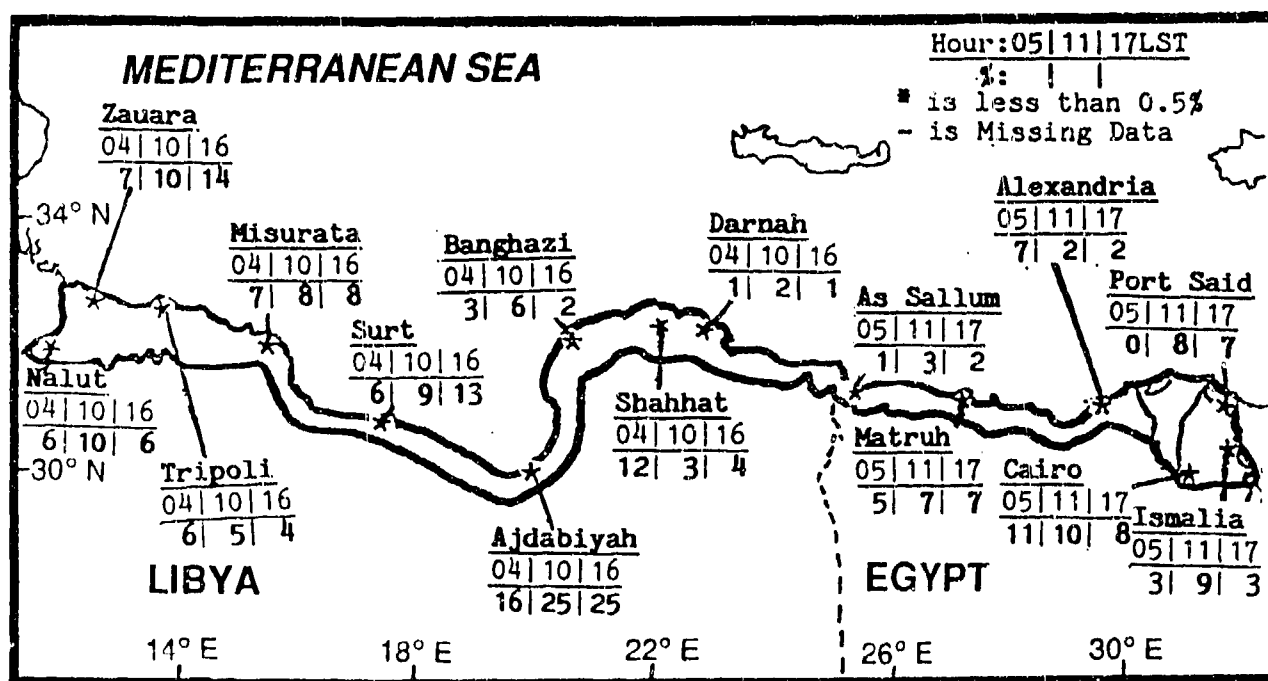 MEDITERRANEAN SEA
Hour:05|11|17LST
%: | |
* is less than 0.5%
- is Missing Data
Zauara
04|10|16
7|10|14
34° N
Misurata
04|10|16
7| 8| 8
Banghazi
04|10|16
3| 6| 2
Darnah
04|10|16
1| 2| 1
Alexandria
05|11|17
7| 2| 2
As Sallum
05|11|17
1| 3| 2
Port Said
05|11|17
0| 8| 7
Surt
04|10|16
6| 9|13
Nalut
04|10|16
6|10| 6
Shahhat
04|10|16
12| 3| 4
30° N
Tripoli
04|10|16
6| 5| 4
Matruh
05|11|17
5| 7| 7
Cairo
05|11|17
11|10| 8
Ismalia
05|11|17
3| 9| 3
Ajdabiyah
04|10|16
16|25|25
LIBYA
EGYPT
14° E
18° E
22° E
26° E
30° E